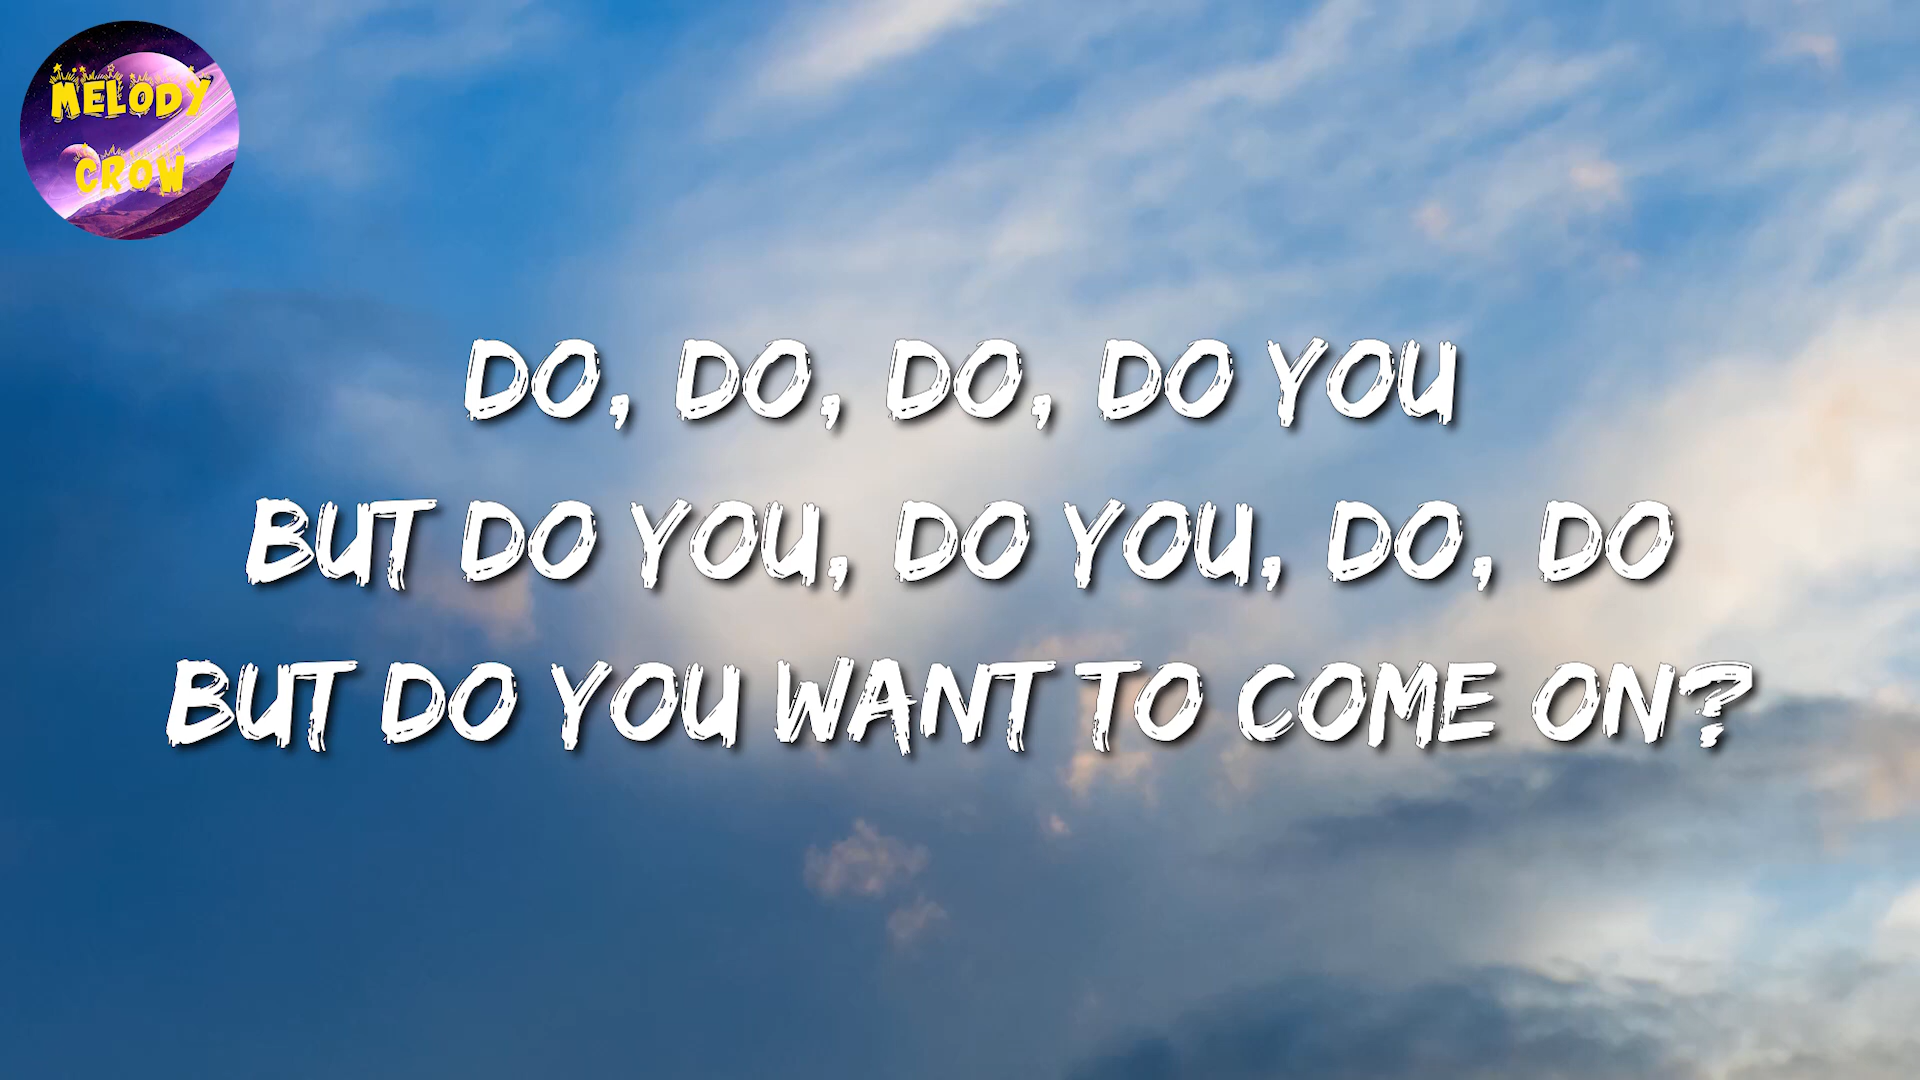 MELODY
CROW
DO, DO, DO, DO YOU
BUT DO YOU, DO YOU, DO, DO
BUT DO YOU WANT TO COME ON?